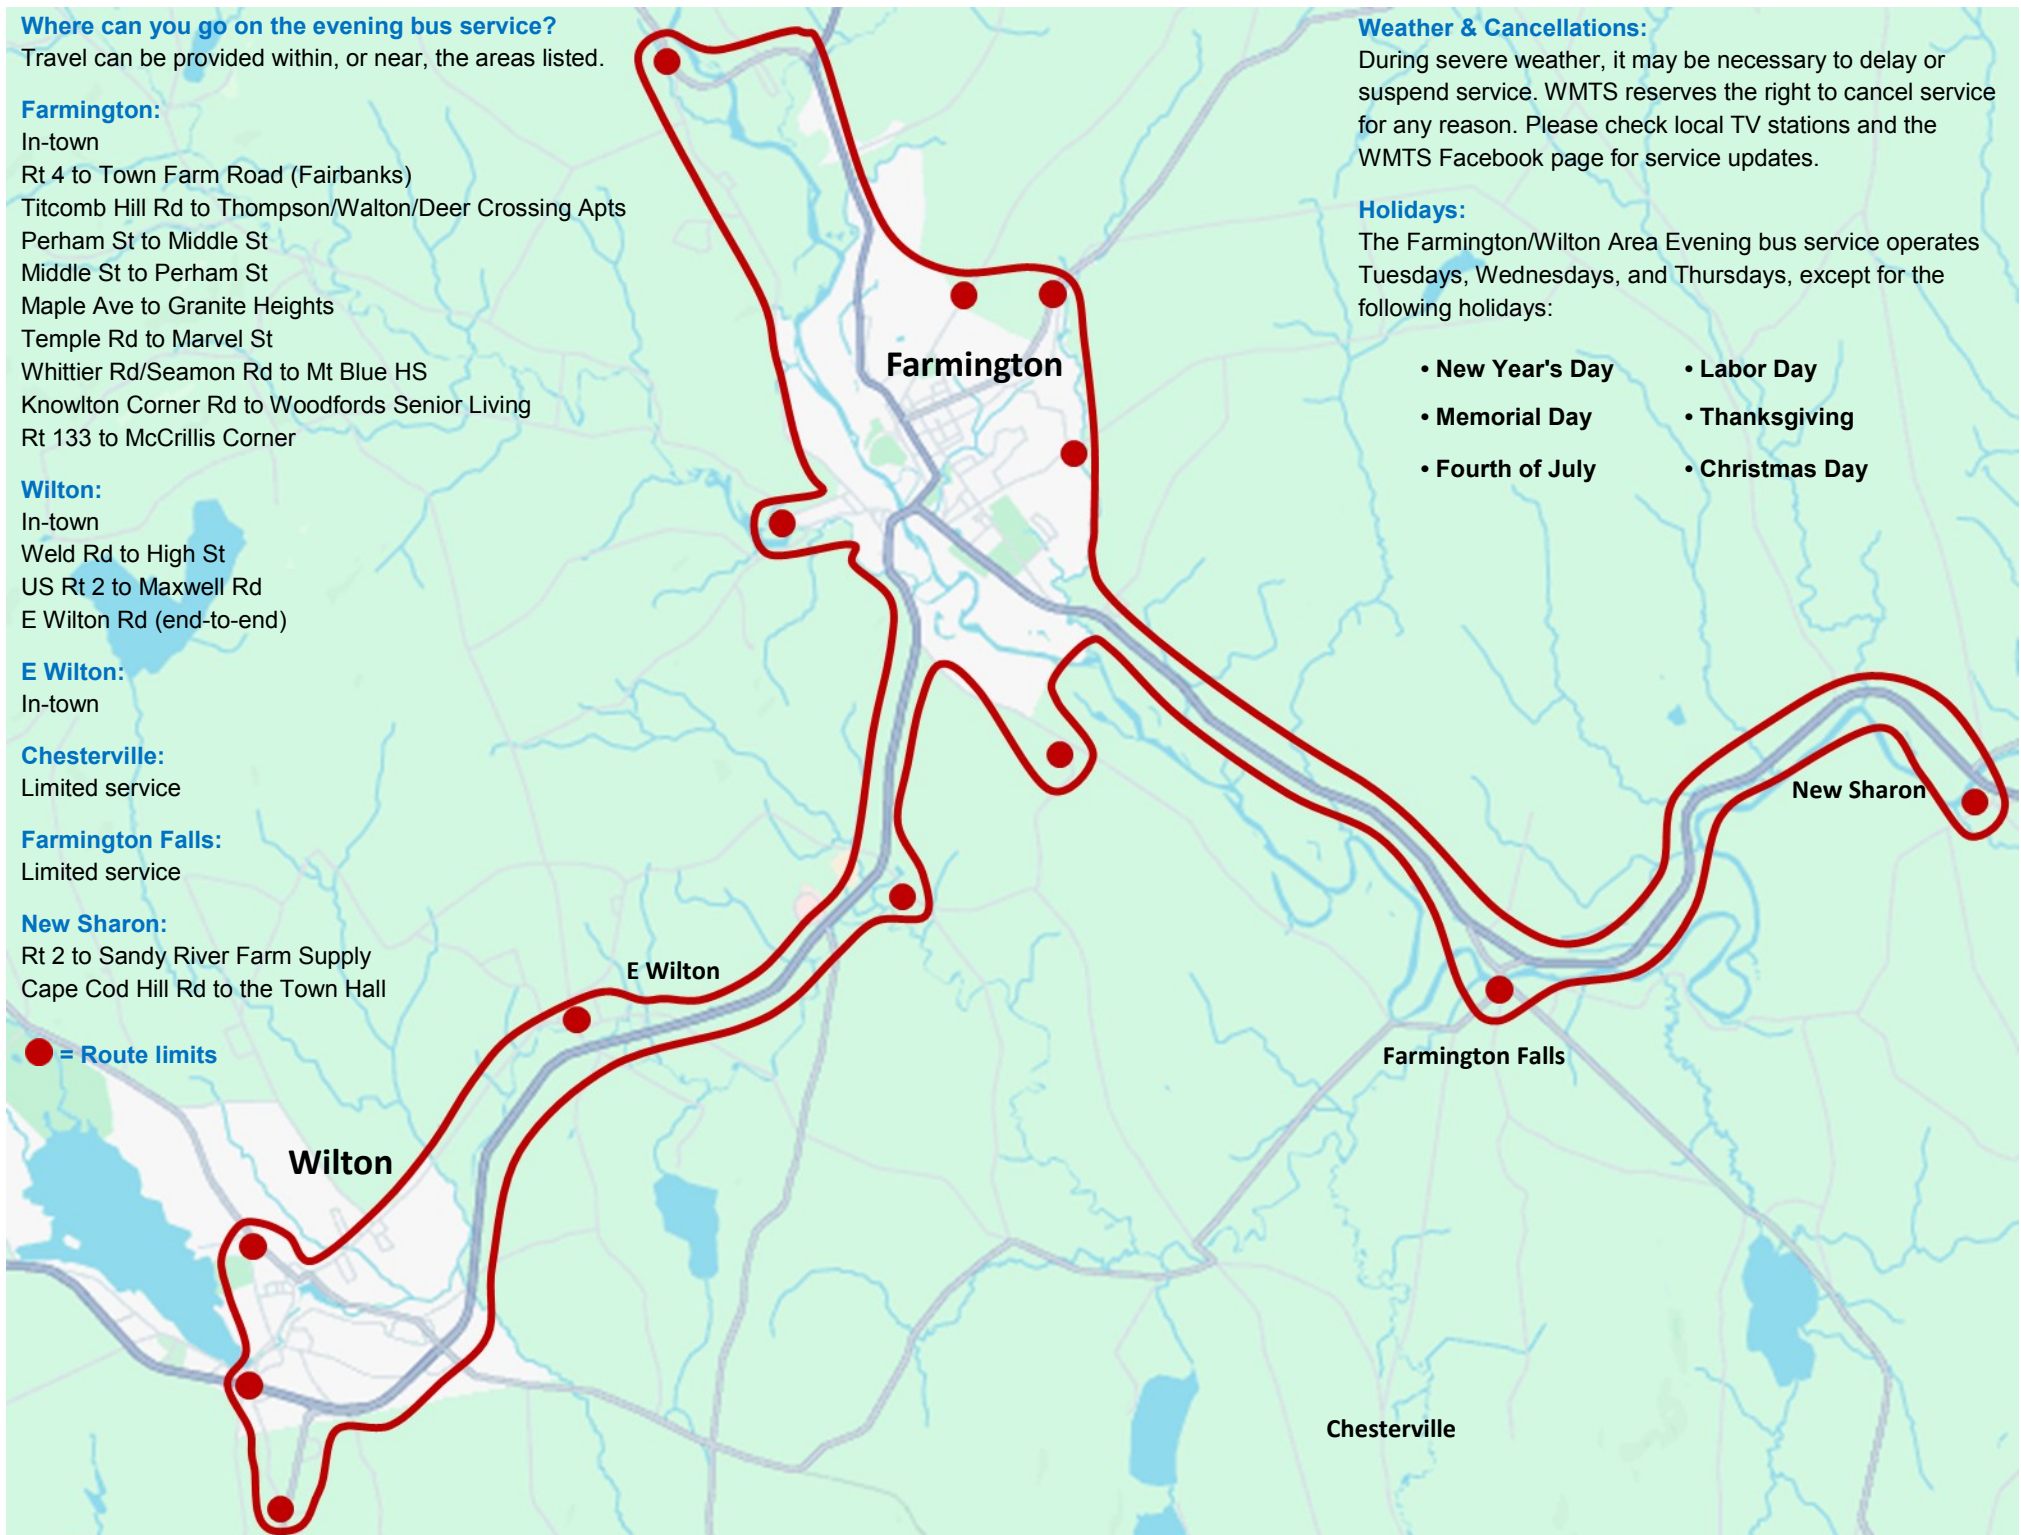 Where can you go on the evening bus service?
Travel can be provided within, or near, the areas listed.
Farmington:
In-town
Rt 4 to Town Farm Road (Fairbanks)
Titcomb Hill Rd to Thompson/Walton/Deer Crossing Apts
Perham St to Middle St
Middle St to Perham St
Maple Ave to Granite Heights
Temple Rd to Marvel St
Whittier Rd/Seamon Rd to Mt Blue HS
Knowlton Corner Rd to Woodfords Senior Living
Rt 133 to McCrillis Corner
Wilton:
In-town
Weld Rd to High St
US Rt 2 to Maxwell Rd
E Wilton Rd (end-to-end)
E Wilton:
In-town
Chesterville:
Limited service
Farmington Falls:
Limited service
New Sharon:
Rt 2 to Sandy River Farm Supply
Cape Cod Hill Rd to the Town Hall
= Route limits
Weather & Cancellations:
During severe weather, it may be necessary to delay or
suspend service. WMTS reserves the right to cancel service
for any reason. Please check local TV stations and the
WMTS Facebook page for service updates.
Holidays:
The Farmington/Wilton Area Evening bus service operates
Tuesdays, Wednesdays, and Thursdays, except for the
following holidays:
• New Year's Day
• Labor Day
• Memorial Day
• Thanksgiving
• Fourth of July
• Christmas Day
Farmington
New Sharon
E Wilton
Farmington Falls
Wilton
Chesterville